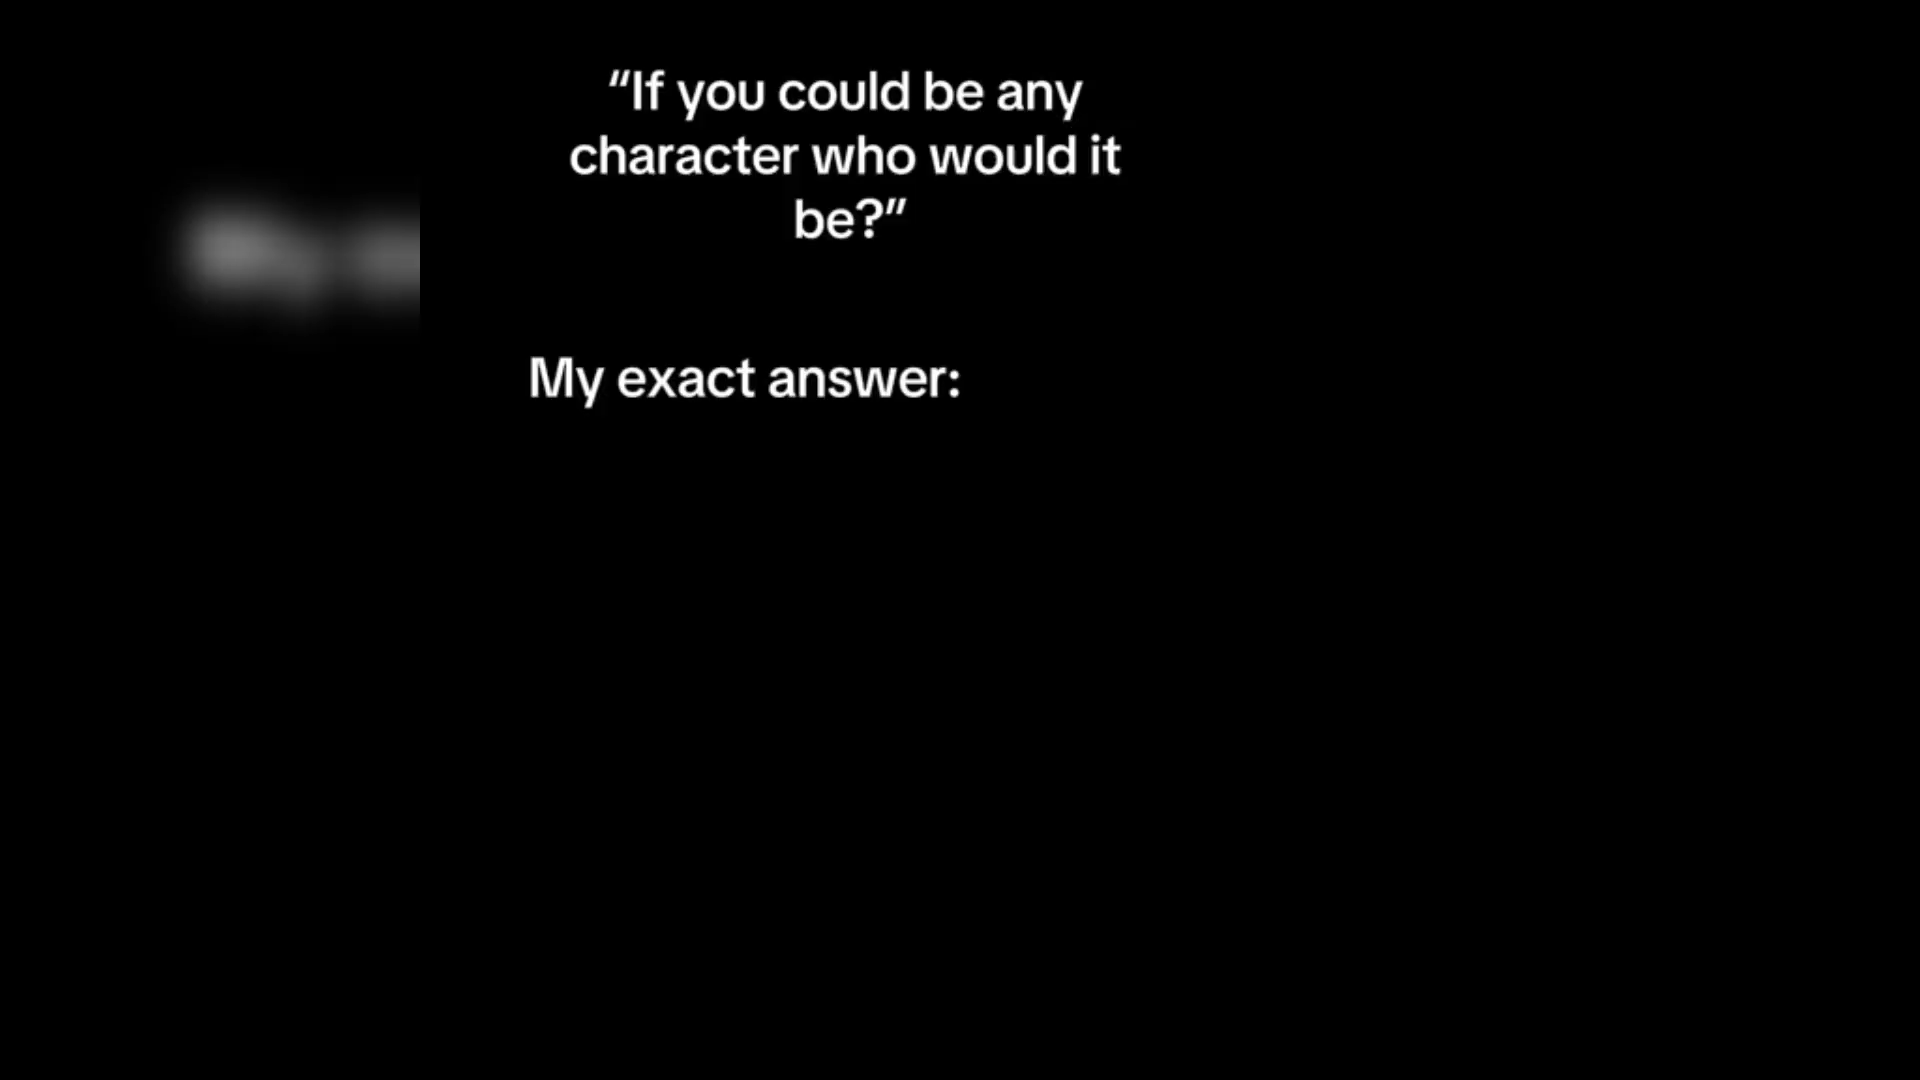 “If you could be any
character who would it
be?”
My exact answer: